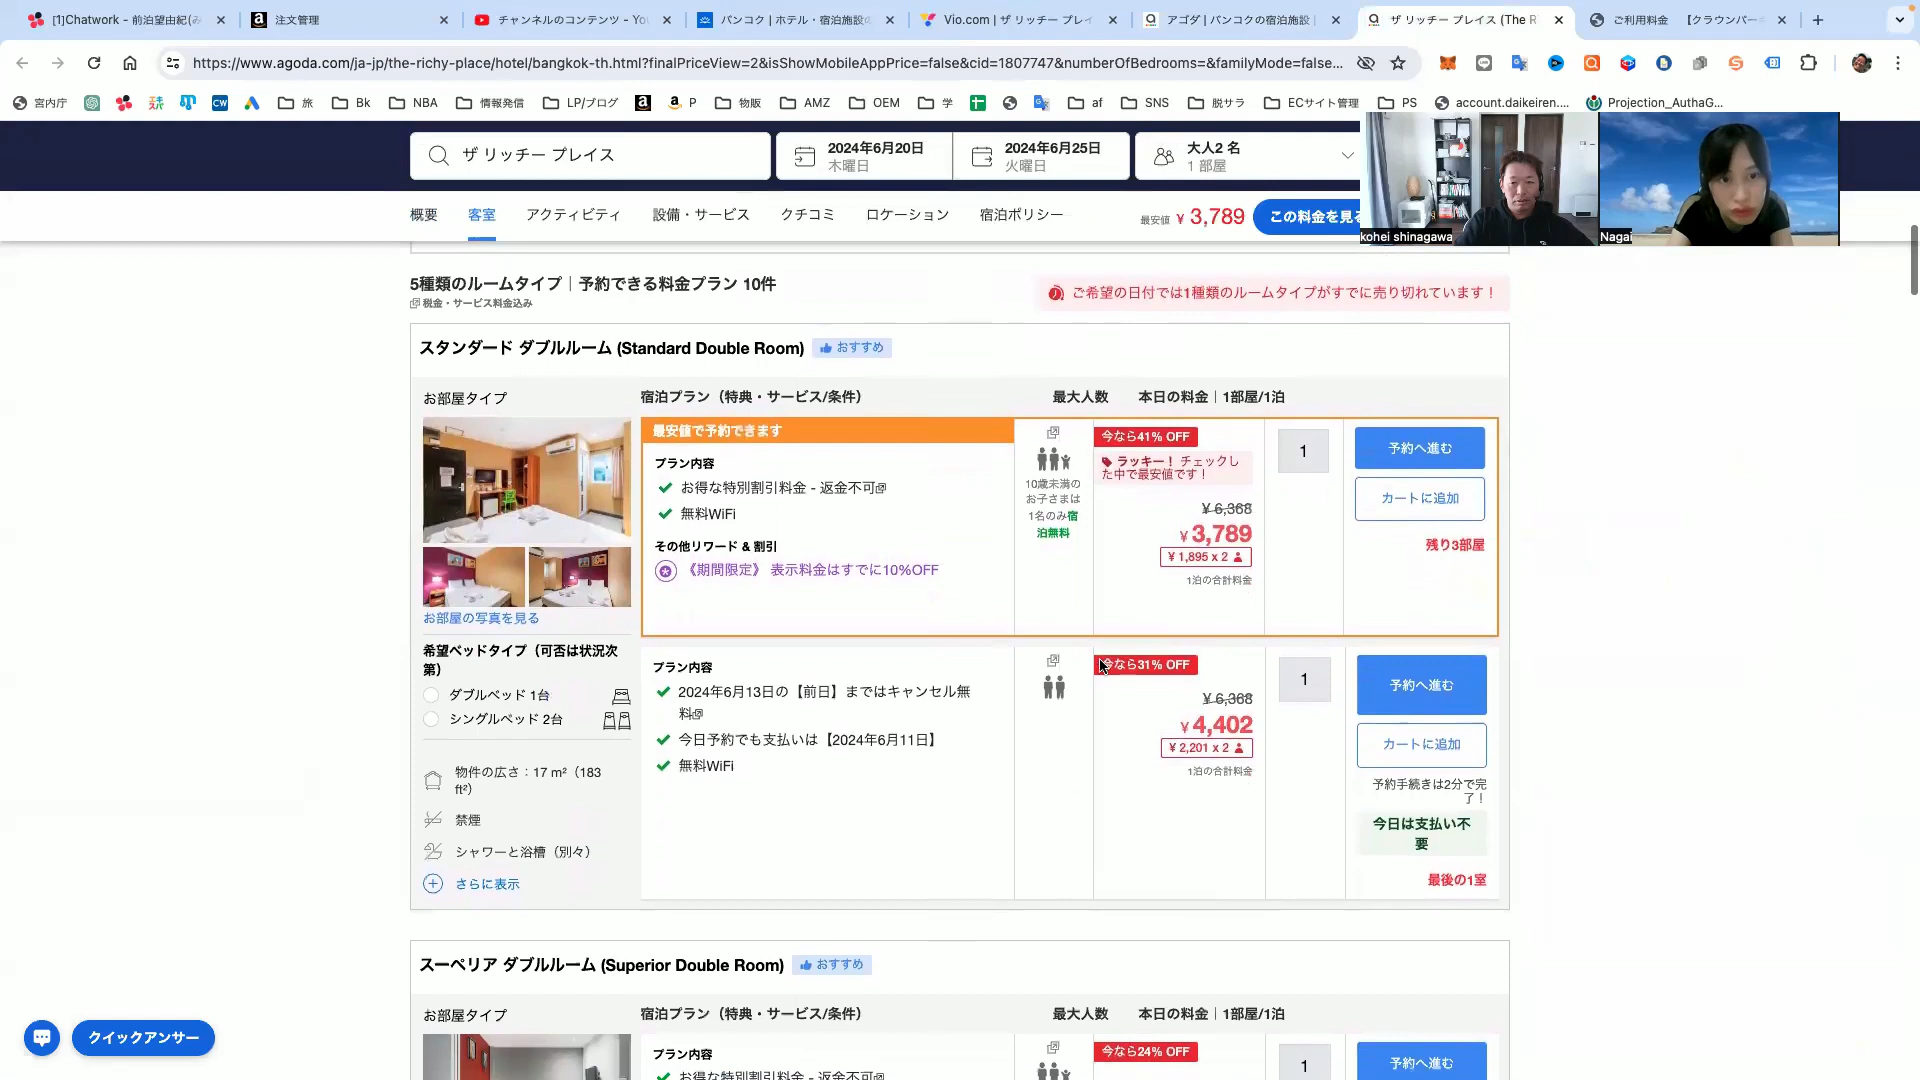 [1]Chatwork - 前泊望由紀(み
注文管理
チャンネルのコンテンツ - Yo
バンコク | ホテル・宿泊施設の
Vio.com | ザ リッチー プレイ
アゴダ | バンコクの宿泊施設 |
ザ リッチー プレイス (The R
ご利用料金 【クラウンパー
https://www.agoda.com/ja-jp/the-richy-place/hotel/bangkok-th.html?finalPriceView=2&isShowMobileAppPrice=false&cid=1807747&numberOfBedrooms=&familyMode=false...
宮内庁
旅
Bk
NBA
情報発信
LP/ブログ
P
物販
AMZ
OEM
学
af
SNS
脱サラ
ECサイト管理
PS
account.daikeiren....
Projection_AuthaG...
ザ リッチー プレイス
2024年6月20日
木曜日
2024年6月25日
火曜日
大人2 名
1 部屋
概要
客室
アクティビティ
設備・サービス
クチコミ
ロケーション
宿泊ポリシー
最安値 ¥ 3,789
この料金を見る
kohei shinagawa
Nagai
5種類のルームタイプ | 予約できる料金プラン 10件
税金・サービス料金込み
ご希望の日付では1種類のルームタイプがすでに売り切れています！
スタンダード ダブルルーム (Standard Double Room)
おすすめ
お部屋タイプ
宿泊プラン（特典・サービス/条件）
最大人数
本日の料金 | 1部屋/1泊
最安値で予約できます
プラン内容
お得な特別割引料金 - 返金不可
無料WiFi
その他リワード & 割引
《期間限定》 表示料金はすでに10%OFF
10歳未満の
お子さまは
1名のみ宿
泊無料
今なら41% OFF
ラッキー！ チェックし
た中で最安値です！
¥ 6,368
¥ 3,789
¥ 1,895 x 2
1泊の合計料金
1
予約へ進む
カートに追加
残り3部屋
お部屋の写真を見る
希望ベッドタイプ（可否は状況次
第）
ダブルベッド 1台
シングルベッド 2台
物件の広さ：17 m²（183
ft²）
禁煙
シャワーと浴槽（別々）
さらに表示
プラン内容
2024年6月13日の【前日】まではキャンセル無
料
今日予約でも支払いは【2024年6月11日】
無料WiFi
今なら31% OFF
¥ 6,368
¥ 4,402
¥ 2,201 x 2
1泊の合計料金
1
予約へ進む
カートに追加
予約手続きは2分で完
了！
今日は支払い不
要
最後の1室
スーペリア ダブルルーム (Superior Double Room)
おすすめ
お部屋タイプ
宿泊プラン（特典・サービス/条件）
最大人数
本日の料金 | 1部屋/1泊
プラン内容
お得な特別割引料金 - 返金不可
今なら24% OFF
1
予約へ進む
クイックアンサー